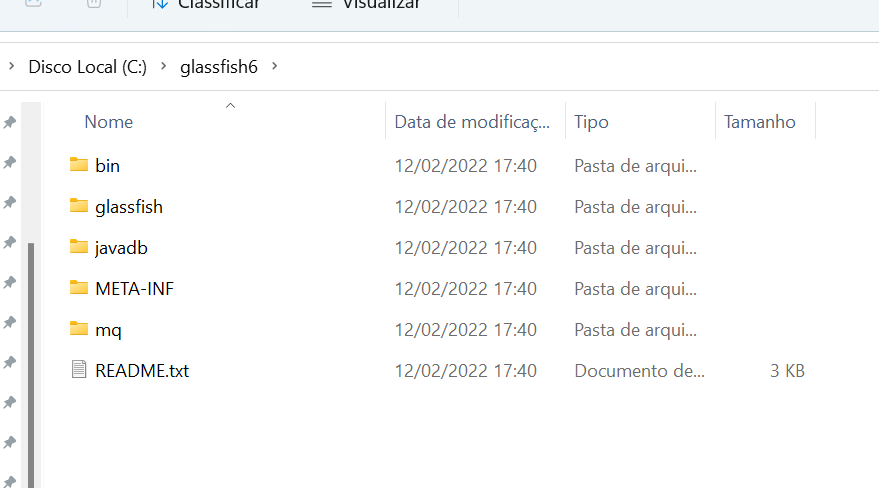 Classificar Visualizar
Disco Local (C:) glassfish6
Nome Data de modificaç... Tipo Tamanho
bin 12/02/2022 17:40 Pasta de arqui...
glassfish 12/02/2022 17:40 Pasta de arqui...
javadb 12/02/2022 17:40 Pasta de arqui...
META-INF 12/02/2022 17:40 Pasta de arqui...
mq 12/02/2022 17:40 Pasta de arqui...
README.txt 12/02/2022 17:40 Documento de... 3 KB